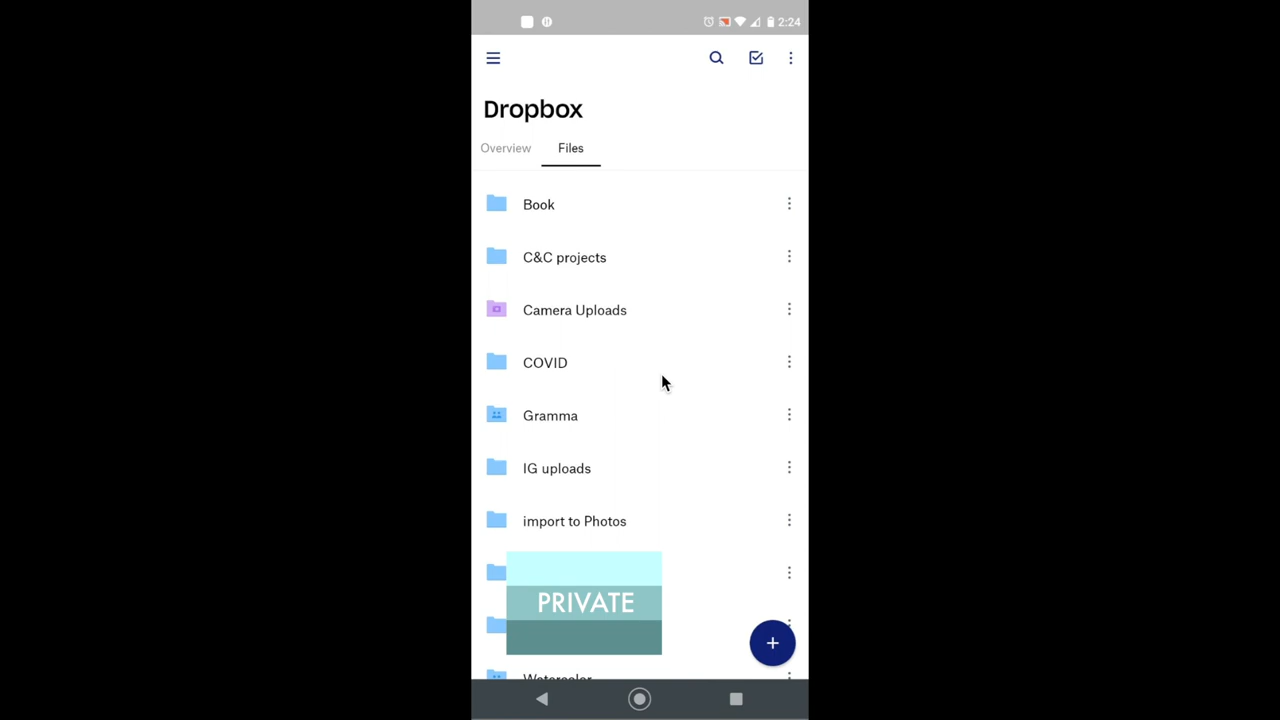 2:24
Dropbox
Overview Files
Book
C&C projects
Camera Uploads
COVID
Gramma
IG uploads
import to Photos
PRIVATE
Watercolor